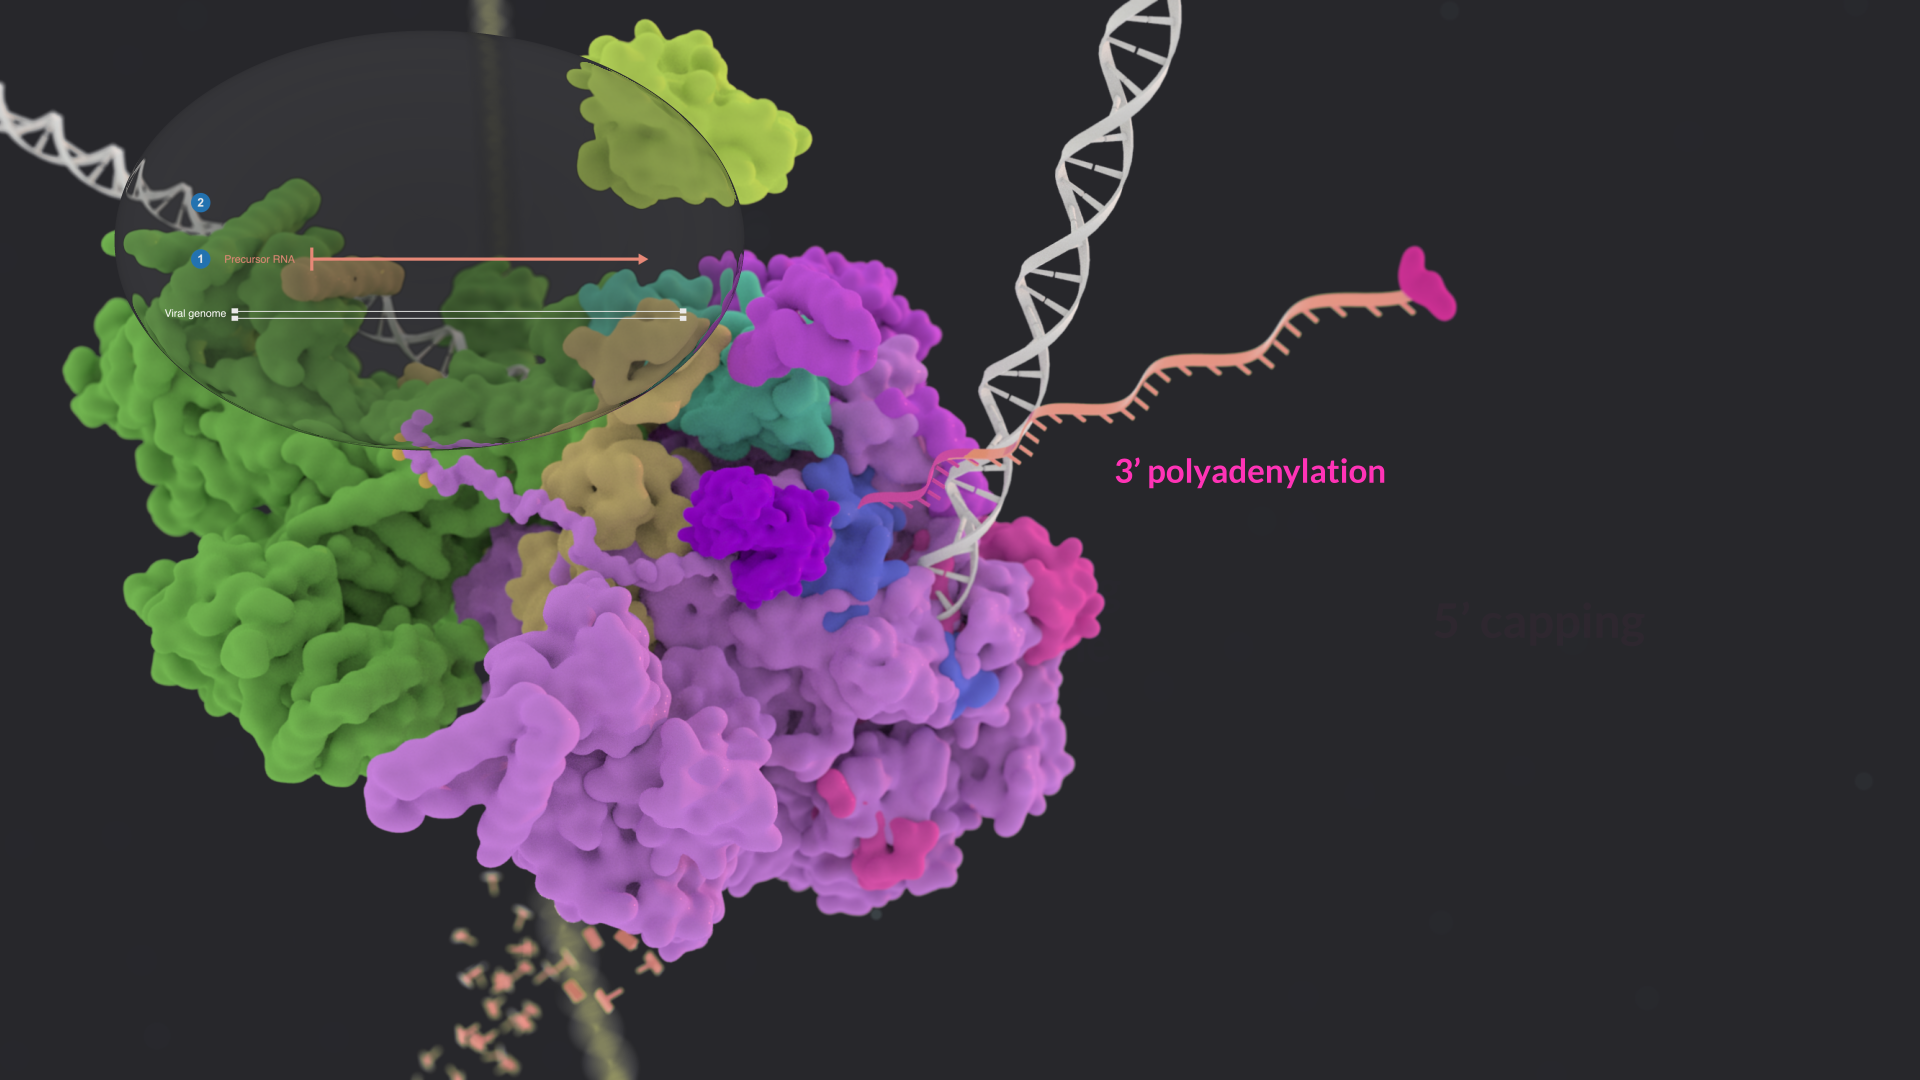 2
1 Precursor RNA
Viral genome
3’ polyadenylation
5’ capping